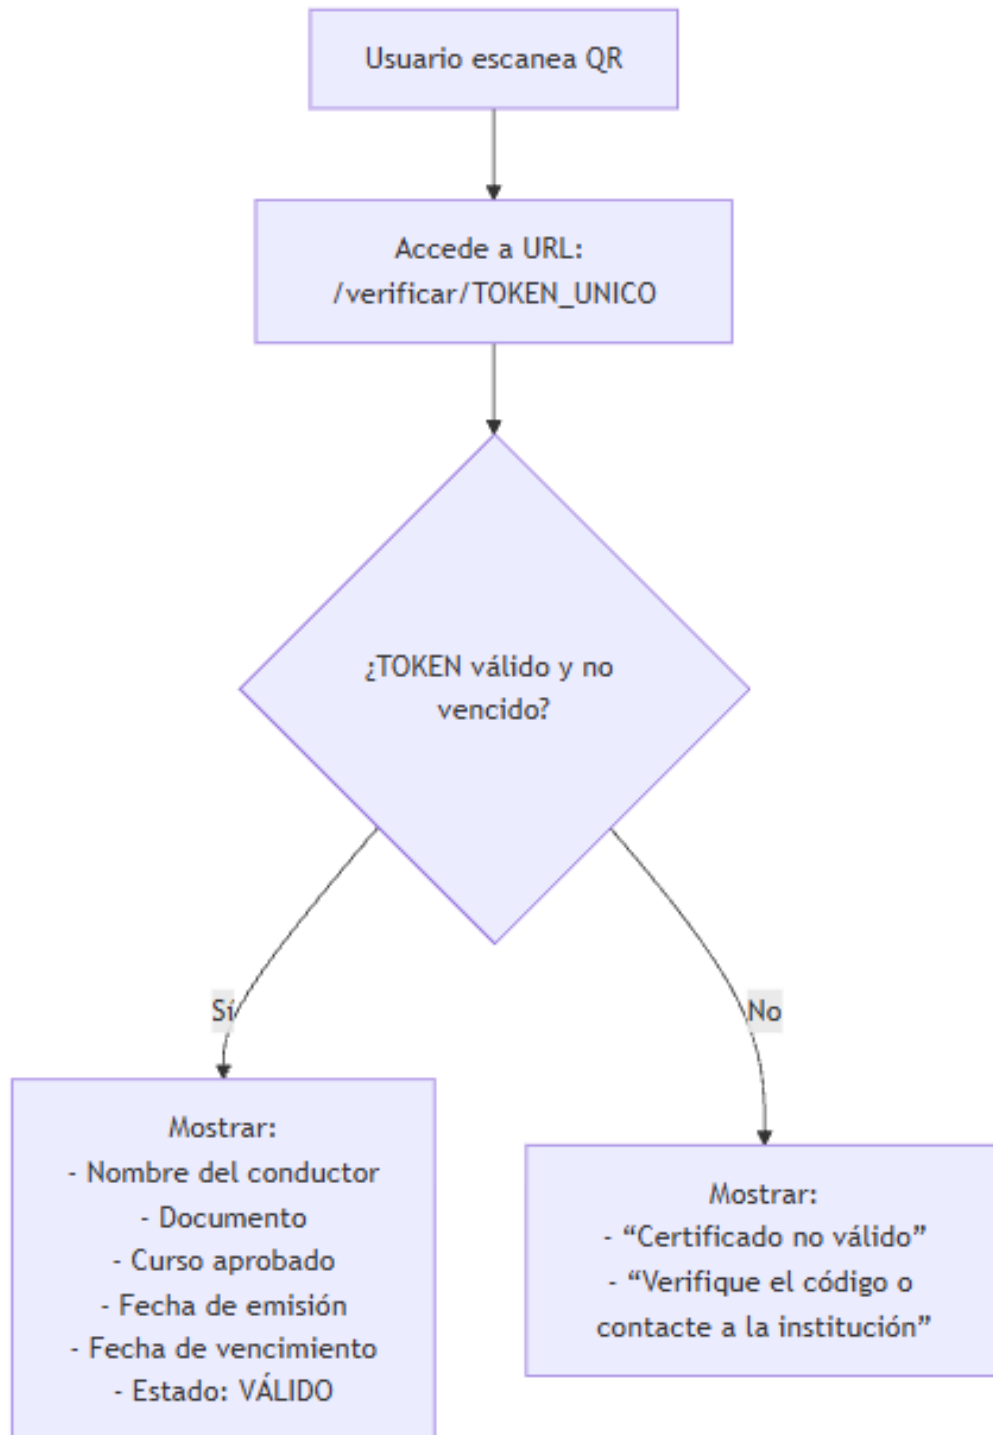 Usuario escanea QR
Accede a URL:
/verificar/TOKEN_UNICO
¿TOKEN válido y no
vencido?
Sí
No
Mostrar:
- Nombre del conductor
- Documento
- Curso aprobado
- Fecha de emisión
- Fecha de vencimiento
- Estado: VÁLIDO
Mostrar:
- “Certificado no válido”
- “Verifique el código o
contacte a la institución”